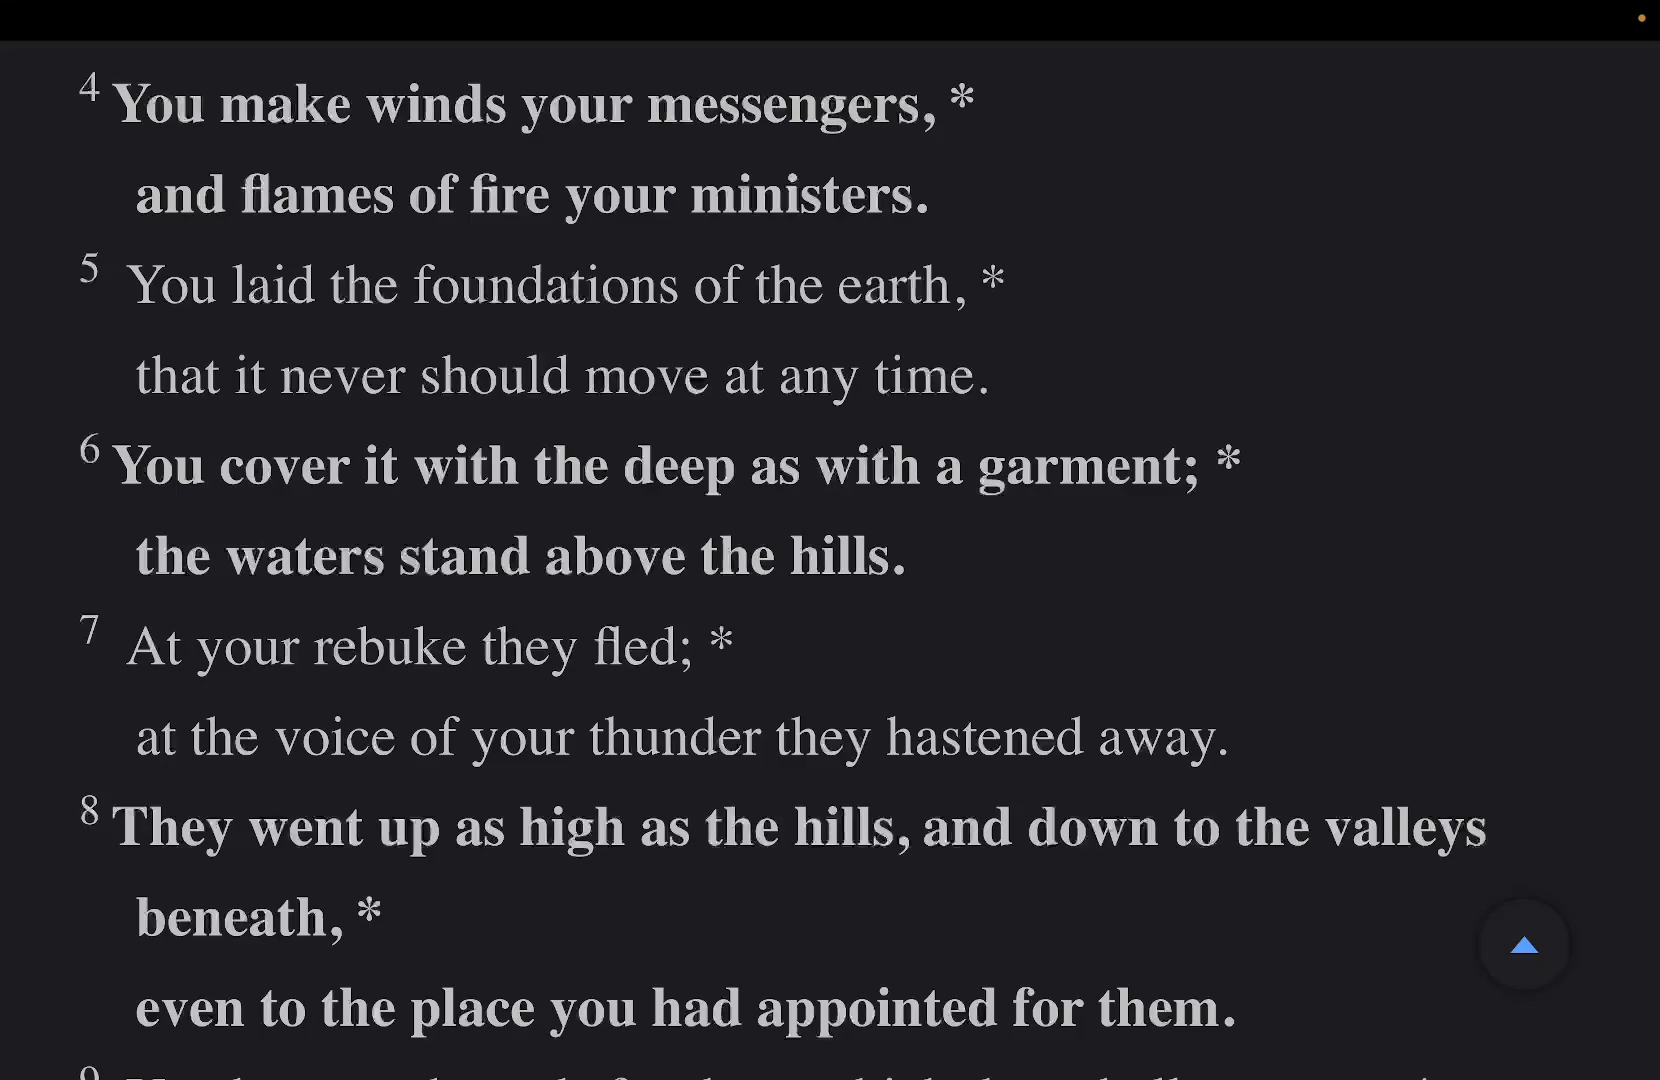 4 You make winds your messengers, *
and flames of fire your ministers.
5 You laid the foundations of the earth, *
that it never should move at any time.
6 You cover it with the deep as with a garment; *
the waters stand above the hills.
7 At your rebuke they fled; *
at the voice of your thunder they hastened away.
8 They went up as high as the hills, and down to the valleys
beneath, *
even to the place you had appointed for them.
9